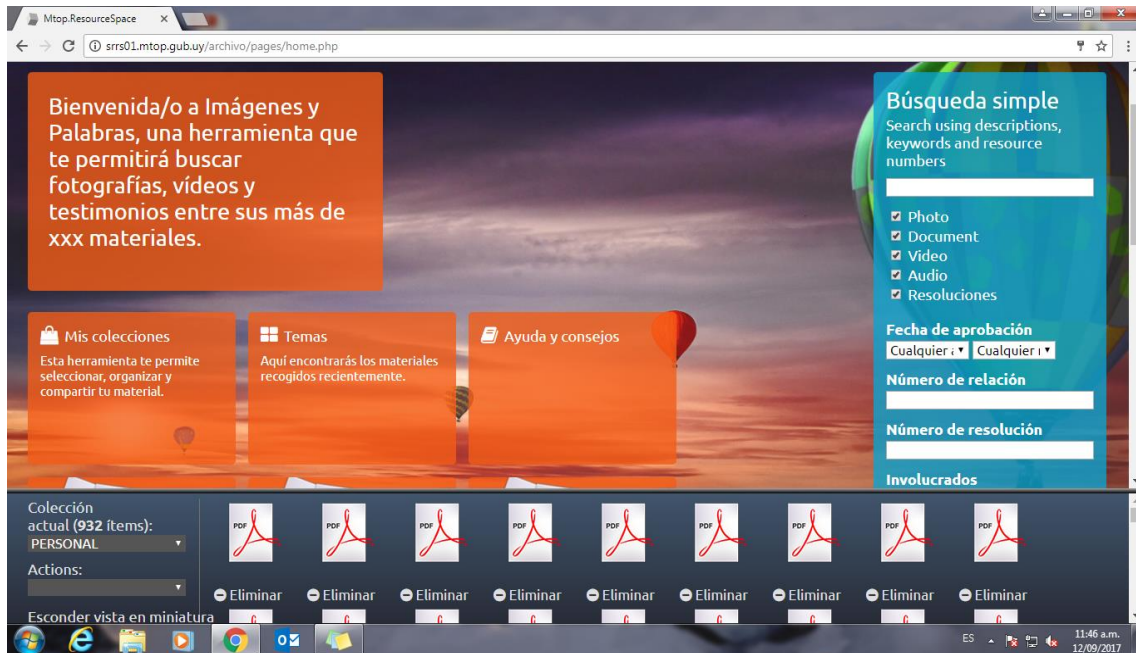 Mtop.ResourceSpace
srrs01.mtop.gub.uy/archivo/pages/home.php
Bienvenida/o a Imágenes y
Palabras, una herramienta que
te permitirá buscar
fotografías, vídeos y
testimonios entre sus más de
xxx materiales.
Mis colecciones
Esta herramienta te permite
seleccionar, organizar y
compartir tu material.
Temas
Aquí encontrarás los materiales
recogidos recientemente.
Ayuda y consejos
Búsqueda simple
Search using descriptions,
keywords and resource
numbers
Photo
Document
Video
Audio
Resoluciones
Fecha de aprobación
Cualquier Cualquier
Número de relación
Número de resolución
Involucrados
Colección
actual (932 ítems):
PERSONAL
Actions:
Esconder vista en miniatura
PDF PDF PDF PDF PDF PDF PDF PDF PDF
Eliminar Eliminar Eliminar Eliminar Eliminar Eliminar Eliminar Eliminar Eliminar
ES
11:46 a.m.
12/09/2017